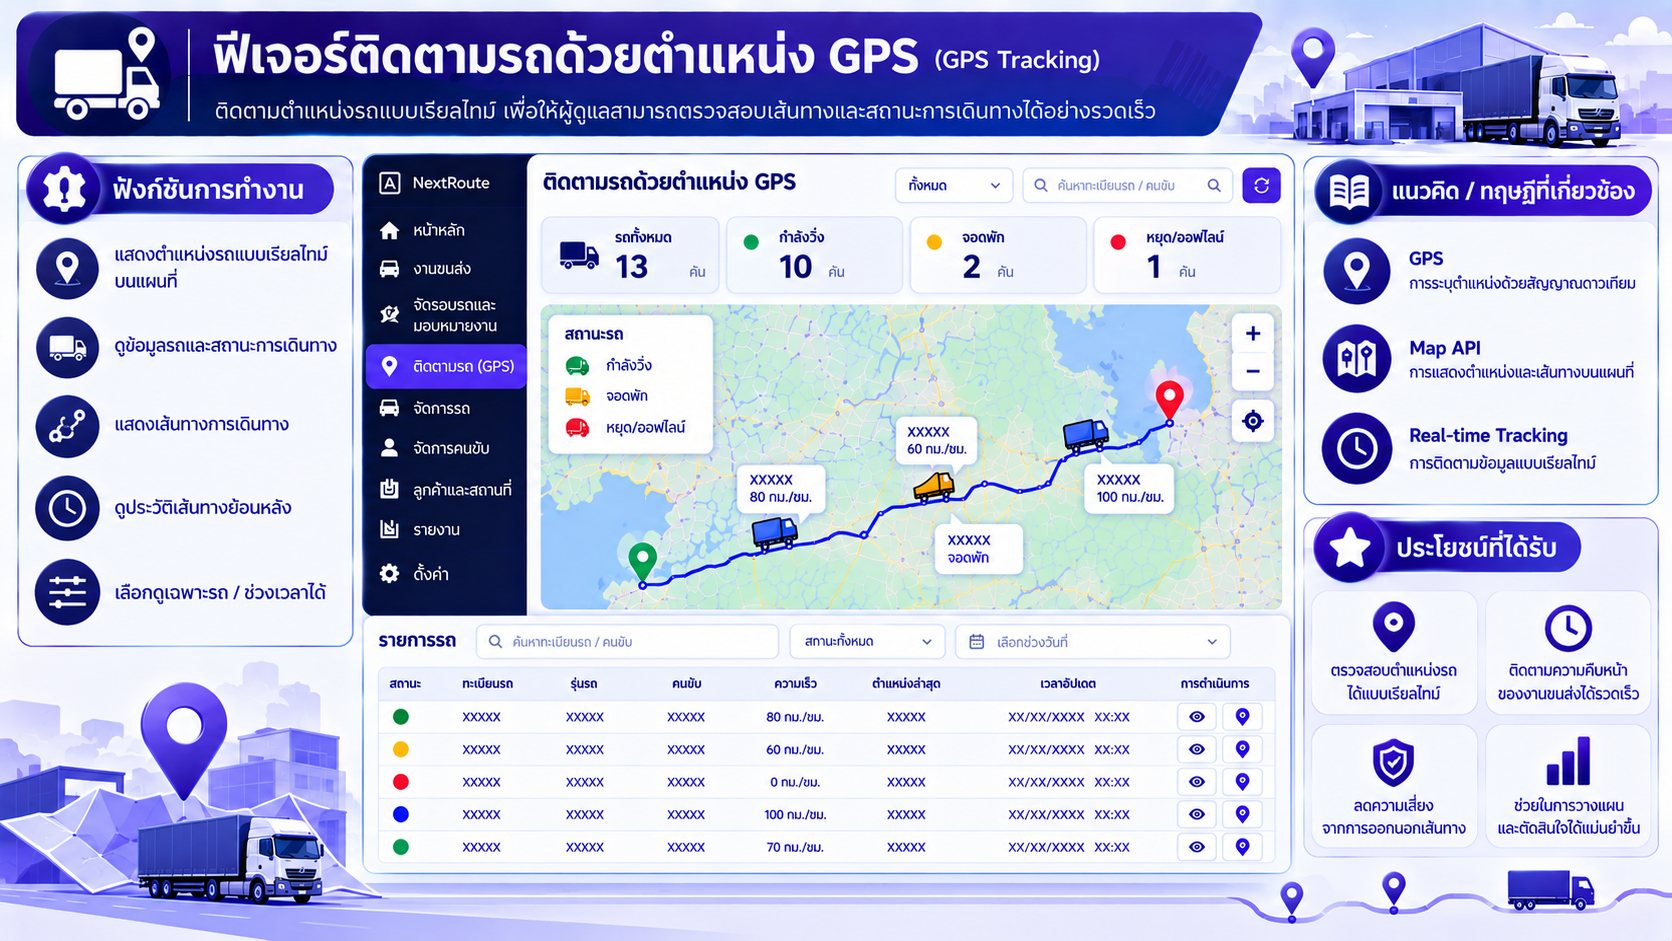 ฟีเจอร์ติดตามรถด้วยตำแหน่ง GPS (GPS Tracking)
ติดตามตำแหน่งรถแบบเรียลไทม์ เพื่อให้ผู้ดูแลสามารถตรวจสอบเส้นทางและสถานะการเดินทางได้อย่างรวดเร็ว
ฟังก์ชันการทำงาน
แสดงตำแหน่งรถแบบเรียลไทม์
บนแผนที่
ดูข้อมูลรถและสถานะการเดินทาง
แสดงเส้นทางการเดินทาง
ดูประวัติเส้นทางย้อนหลัง
เลือกดูเฉพาะรถ / ช่วงเวลาได้
NextRoute
หน้าหลัก
งานขนส่ง
จัดรอบรถและ
มอบหมายงาน
ติดตามรถ (GPS)
จัดการรถ
จัดการคนขับ
ลูกค้าและสถานที่
รายงาน
ตั้งค่า
ติดตามรถด้วยตำแหน่ง GPS
ทั้งหมด
ค้นหาทะเบียนรถ / คนขับ
รถทั้งหมด
13 คัน
กำลังวิ่ง
10 คัน
จอดพัก
2 คัน
หยุด/ออฟไลน์
1 คัน
สถานะรถ
กำลังวิ่ง
จอดพัก
หยุด/ออฟไลน์
+
−
XXXXX
80 กม./ชม.
XXXXX
60 กม./ชม.
XXXXX
จอดพัก
XXXXX
100 กม./ชม.
รายการรถ
ค้นหาทะเบียนรถ / คนขับ
สถานะทั้งหมด
เลือกช่วงวันที่
สถานะ ทะเบียนรถ รุ่นรถ คนขับ ความเร็ว ตำแหน่งล่าสุด เวลาอัปเดต การดำเนินการ
XXXXX XXXXX XXXXX 80 กม./ชม. XXXXX XX/XX/XXXX XX:XX
XXXXX XXXXX XXXXX 60 กม./ชม. XXXXX XX/XX/XXXX XX:XX
XXXXX XXXXX XXXXX 0 กม./ชม. XXXXX XX/XX/XXXX XX:XX
XXXXX XXXXX XXXXX 100 กม./ชม. XXXXX XX/XX/XXXX XX:XX
XXXXX XXXXX XXXXX 70 กม./ชม. XXXXX XX/XX/XXXX XX:XX
แนวคิด / ทฤษฎีที่เกี่ยวช้อง
GPS
การระบุตำแหน่งด้วยสัญญาณดาวเทียม
Map API
การแสดงตำแหน่งและเส้นทางบนแผนที่
Real-time Tracking
การติดตามข้อมูลแบบเรียลไทม์
ประโยชน์ที่ได้รับ
ตรวจสอบตำแหน่งรถ
ได้แบบเรียลไทม์
ติดตามความคืบหน้า
ของงานขนส่งได้รวดเร็ว
ลดความเสี่ยง
จากการออกนอกเส้นทาง
ช่วยในการวางแผน
และตัดสินใจได้แม่นยำขึ้น